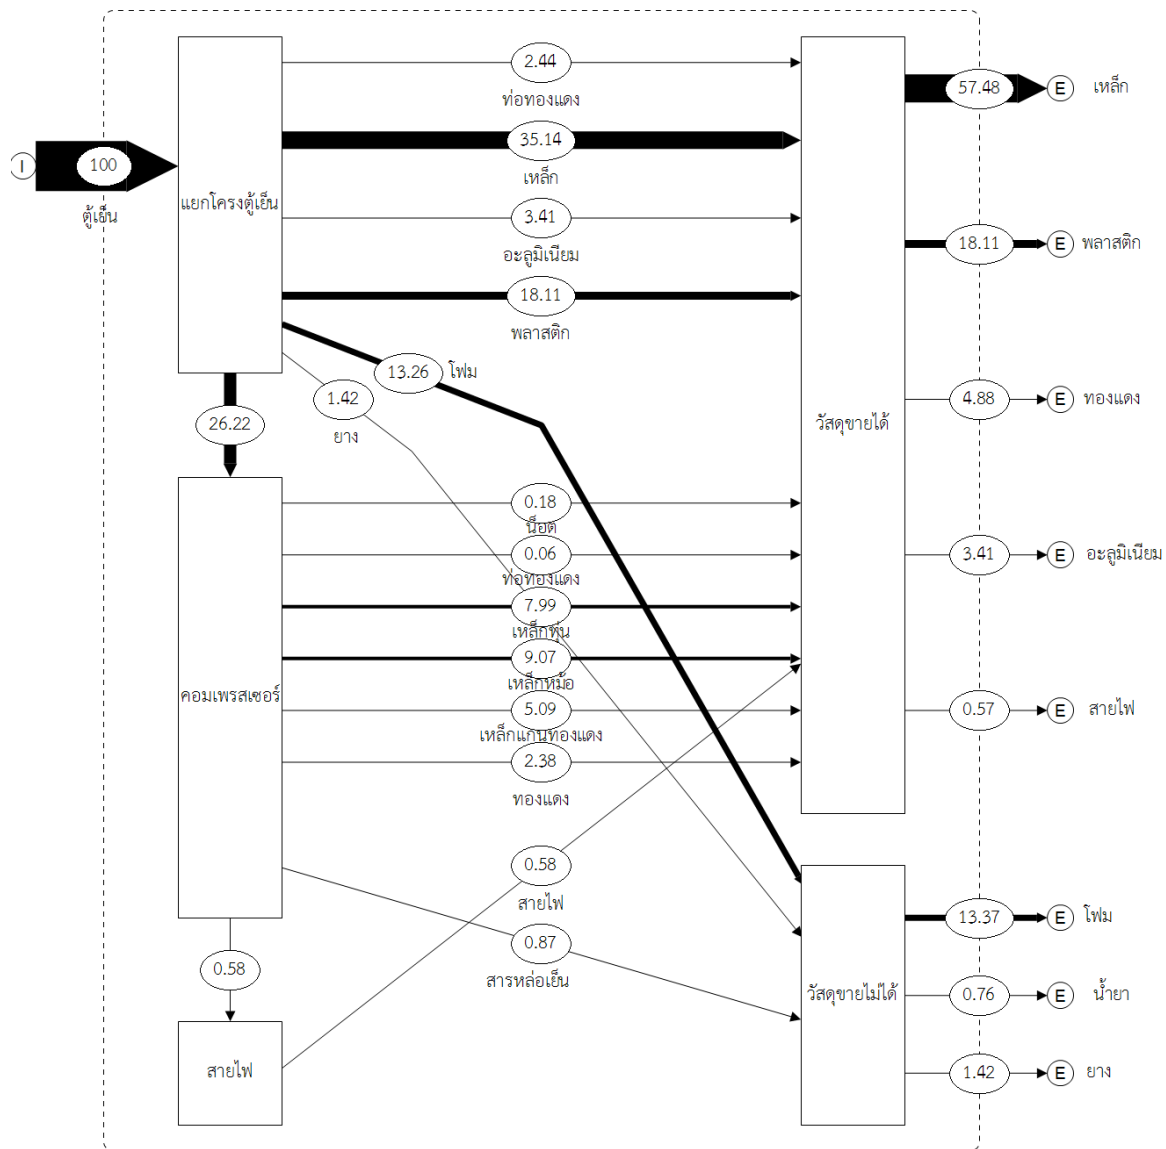 2.44
ท่อทองแดง
57.48
E
เหล็ก
35.14
เหล็ก
I
100
ตู้เย็น
แยกโครงตู้เย็น
3.41
อะลูมิเนียม
18.11
E
พลาสติก
18.11
พลาสติก
13.26
โฟม
1.42
ยาง
26.22
4.88
E
ทองแดง
วัสดุขายได้
0.18
น็อต
0.06
ท่อทองแดง
3.41
E
อะลูมิเนียม
7.99
เหล็กทุ่น
9.07
เหล็กหม้อ
คอมเพรสเซอร์
5.09
เหล็กแกนทองแดง
0.57
E
สายไฟ
2.38
ทองแดง
0.58
สายไฟ
0.87
สารหล่อเย็น
13.37
E
โฟม
0.58
วัสดุขายไม่ได้
0.76
E
น้ำยา
สายไฟ
1.42
E
ยาง